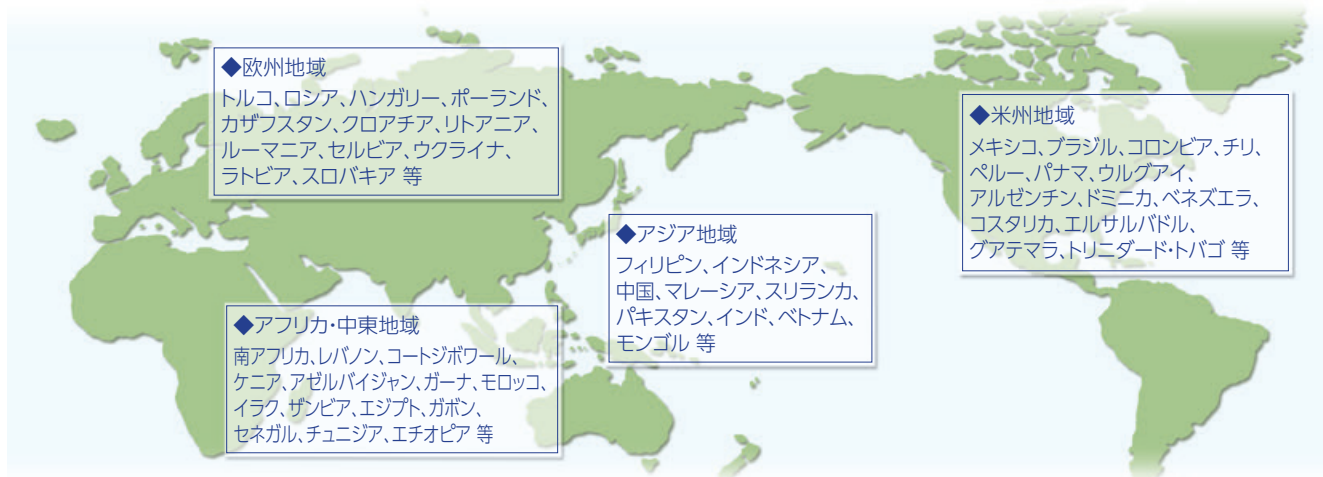 ◆欧州地域
トルコ、ロシア、ハンガリー、ポーランド、
カザフスタン、クロアチア、リトアニア、
ルーマニア、セルビア、ウクライナ、
ラトビア、スロバキア 等
◆米州地域
メキシコ、ブラジル、コロンビア、チリ、
ペルー、パナマ、ウルグアイ、
アルゼンチン、ドミニカ、ベネズエラ、
コスタリカ、エルサルバドル、
グアテマラ、トリニダード・トバゴ 等
◆アジア地域
フィリピン、インドネシア、
中国、マレーシア、スリランカ、
パキスタン、インド、ベトナム、
モンゴル 等
◆アフリカ・中東地域
南アフリカ、レバノン、コートジボワール、
ケニア、アゼルバイジャン、ガーナ、モロッコ、
イラク、ザンビア、エジプト、ガボン、
セネガル、チュニジア、エチオピア 等